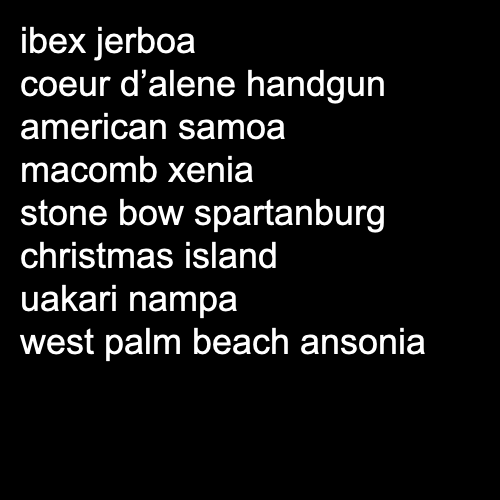 ibex jerboa
coeur d’alene handgun
american samoa
macomb xenia
stone bow spartanburg
christmas island
uakari nampa
west palm beach ansonia